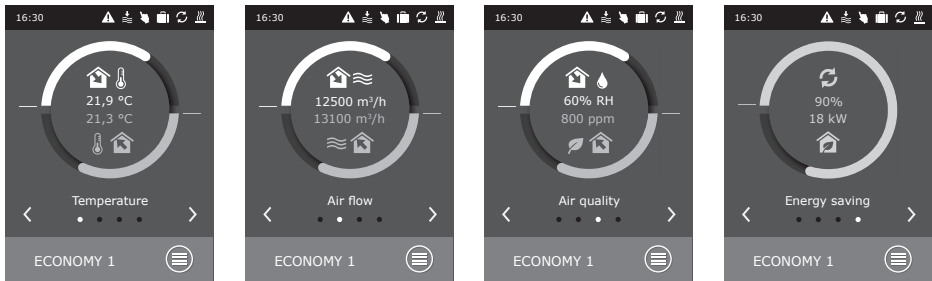 16:30
21,9 °C
21,3 °C
Temperature
ECONOMY 1
16:30
12500 m³/h
13100 m³/h
Air flow
ECONOMY 1
16:30
60% RH
800 ppm
Air quality
ECONOMY 1
16:30
90%
18 kW
Energy saving
ECONOMY 1